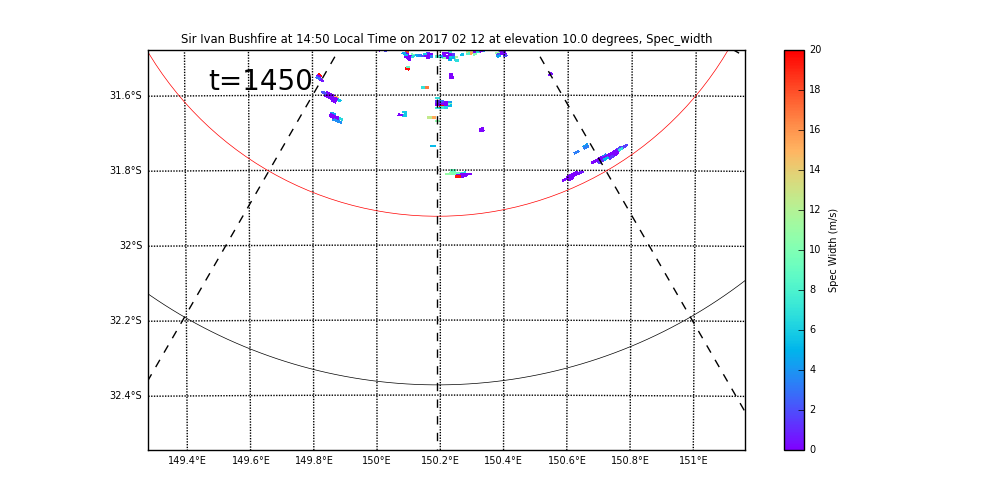 Sir Ivan Bushfire at 14:50 Local Time on 2017 02 12 at elevation 10.0 degrees, Spec_width
t=1450
31.6°S
31.8°S
32°S
32.2°S
32.4°S
149.4°E 149.6°E 149.8°E 150°E 150.2°E 150.4°E 150.6°E 150.8°E 151°E
20
18
16
14
12
10
8
6
4
2
0
Spec Width (m/s)